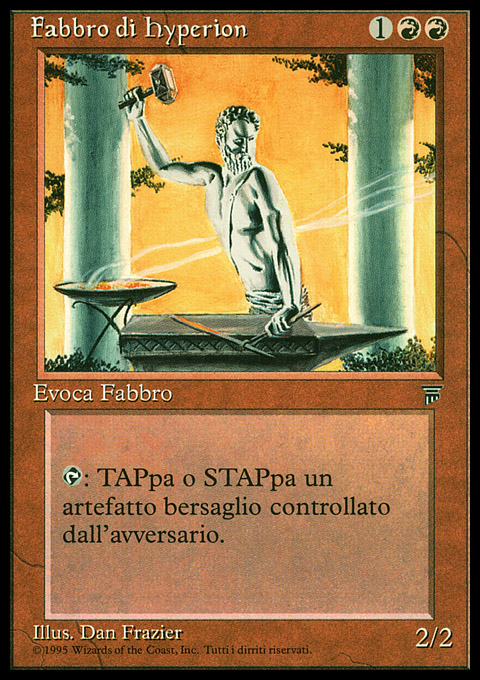 Fabbro di Hyperion 1
Evoca Fabbro
: TAPpa o STAPpa un
artefatto bersaglio controllato
dall'avversario.
Illus. Dan Frazier
©1995 Wizards of the Coast, Inc. Tutti i dirriti riservati.
2/2